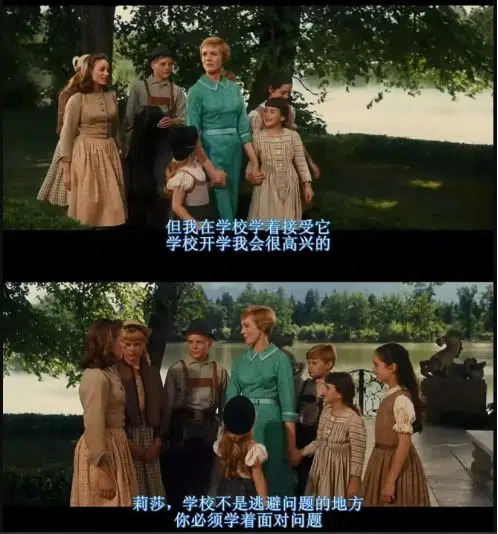 但我在学校学着接受它
学校开学我会很高兴的
莉莎，学校不是逃避问题的地方
你必须学着面对问题